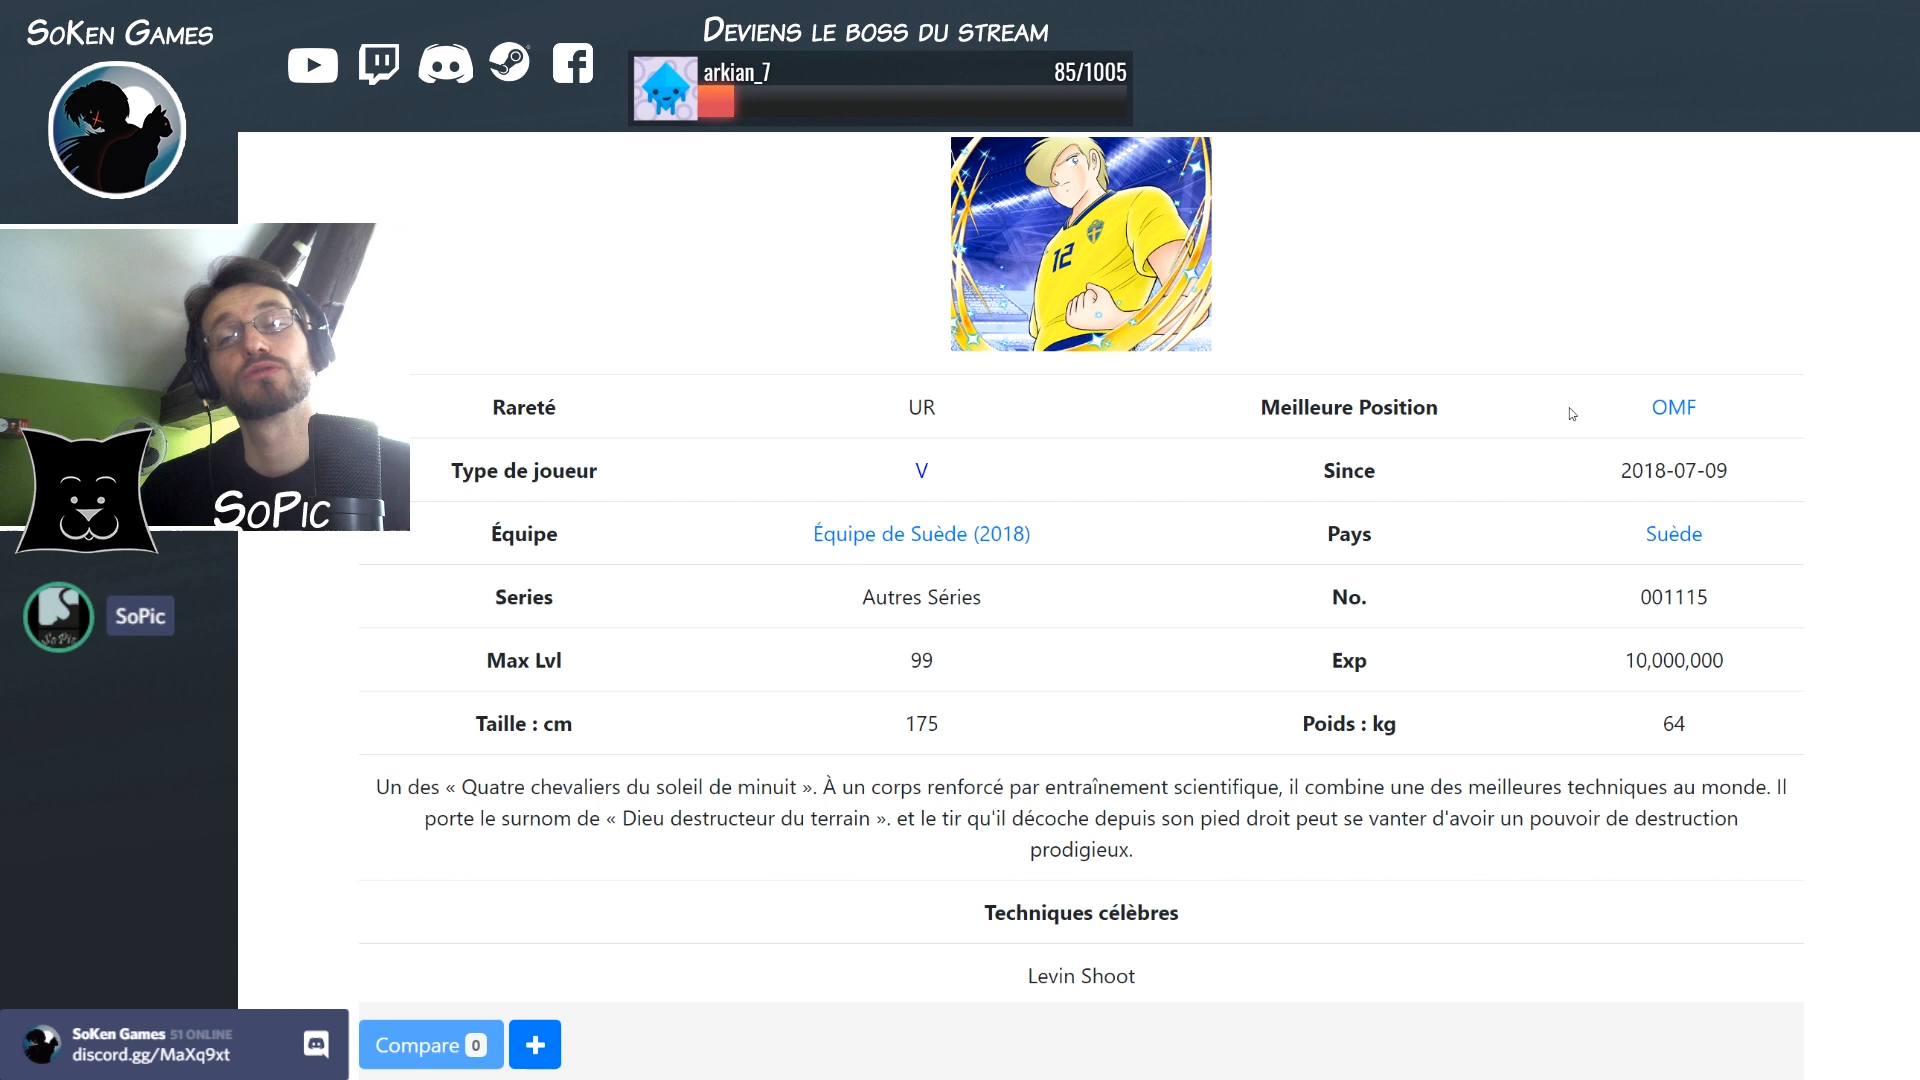 SoKen Games
Deviens le boss du stream
arkian_7 85/1005
12
Rareté UR Meilleure Position OMF
Type de joueur V Since 2018-07-09
Équipe Équipe de Suède (2018) Pays Suède
Series Autres Séries No. 001115
Max Lvl 99 Exp 10,000,000
Taille : cm 175 Poids : kg 64
Un des « Quatre chevaliers du soleil de minuit ». À un corps renforcé par entraînement scientifique, il combine une des meilleures techniques au monde. Il
porte le surnom de « Dieu destructeur du terrain ». et le tir qu'il décoche depuis son pied droit peut se vanter d'avoir un pouvoir de destruction
prodigieux.
Techniques célèbres
Levin Shoot
SoPic
SoPic
SoPic
SoKen Games 51 ONLINE
discord.gg/MaXq9xt
Compare 0 +